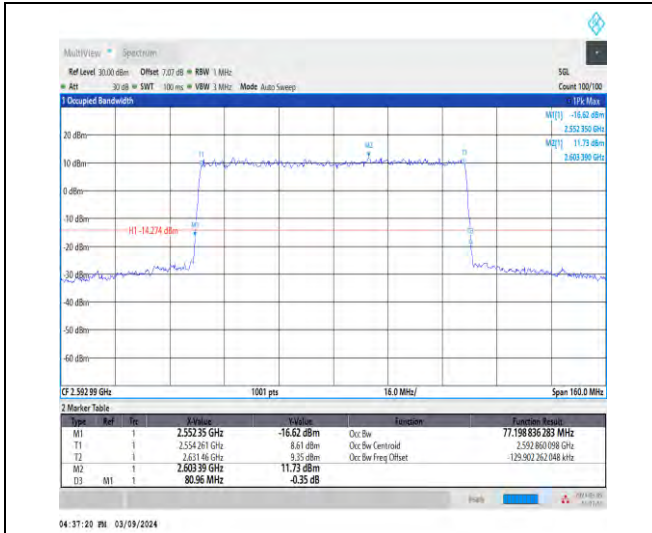 MultiView Spectrum
Ref Level 30.00 dBm Offset 7.07 dB RBW 1 MHz SGL
Att 30 dB SWT 100 ms VBW 3 MHz Mode Auto Sweep Count 100/100
1 Occupied Bandwidth 1Pk Max
M1[1] -16.62 dBm
2.552 350 GHz
M2[1] 11.73 dBm
2.603 390 GHz
20 dBm
M2
T1
10 dBm
0 dBm
-10 dBm
M1
H1 -14.274 dBm
-20 dBm
-30 dBm
-40 dBm
-50 dBm
-60 dBm
CF 2.592 99 GHz 1001 pts 16.0 MHz/ Span 160.0 MHz
2 Marker Table
Type Ref Trc X-Value Y-Value Function Function Result
M1 1 2.552 35 GHz -16.62 dBm Occ Bw 77.198 836 283 MHz
T1 1 2.554 261 GHz 8.61 dBm Occ Bw Centroid 2.592 860 098 GHz
T2 1 2.631 46 GHz 9.35 dBm Occ Bw Freq Offset -129.902 262 048 kHz
M2 1 2.603 39 GHz 11.73 dBm
D3 M1 1 80.96 MHz -0.35 dB
04:37:20 PM 03/09/2024